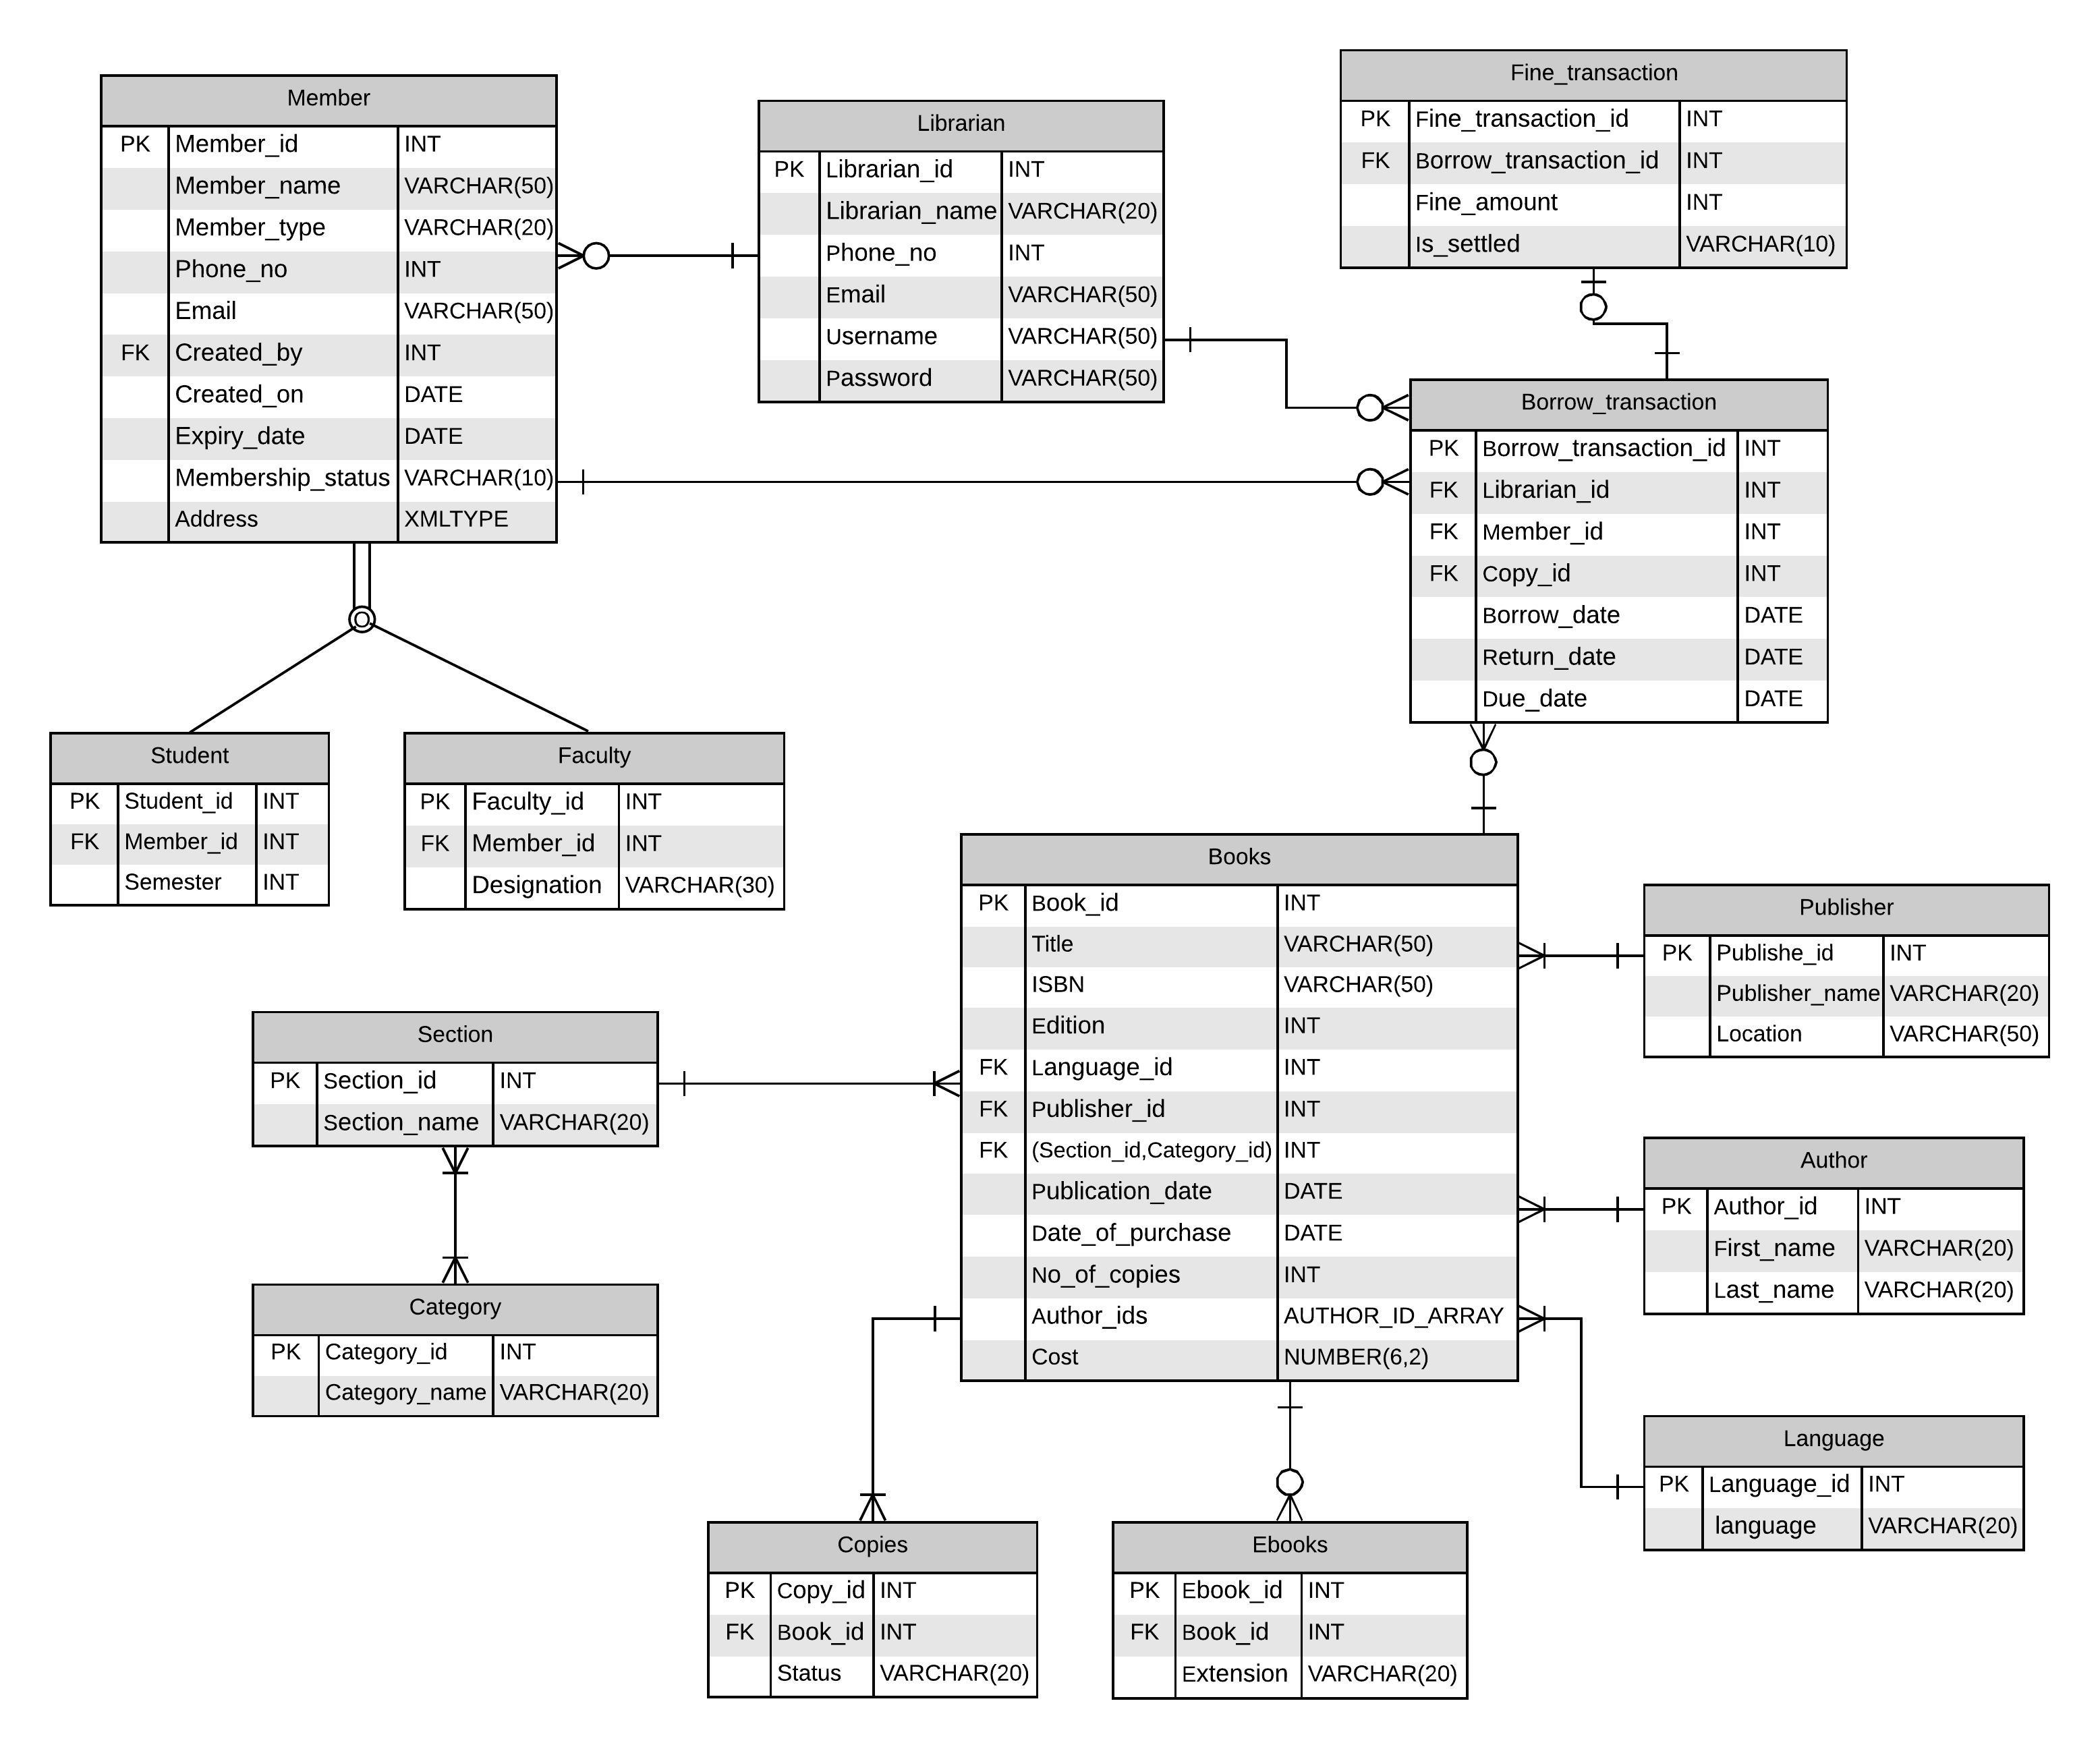 Member
PK Member_id INT
Member_name VARCHAR(50)
Member_type VARCHAR(20)
Phone_no INT
Email VARCHAR(50)
FK Created_by INT
Created_on DATE
Expiry_date DATE
Membership_status VARCHAR(10)
Address XMLTYPE
Librarian
PK Librarian_id INT
Librarian_name VARCHAR(20)
Phone_no INT
Email VARCHAR(50)
Username VARCHAR(50)
Password VARCHAR(50)
Fine_transaction
PK Fine_transaction_id INT
FK Borrow_transaction_id INT
Fine_amount INT
Is_settled VARCHAR(10)
Borrow_transaction
PK Borrow_transaction_id INT
FK Librarian_id INT
FK Member_id INT
FK Copy_id INT
Borrow_date DATE
Return_date DATE
Due_date DATE
O
Student
PK Student_id INT
FK Member_id INT
Semester INT
Faculty
PK Faculty_id INT
FK Member_id INT
Designation VARCHAR(30)
Books
PK Book_id INT
Title VARCHAR(50)
ISBN VARCHAR(50)
Edition INT
FK Language_id INT
FK Publisher_id INT
FK (Section_id,Category_id) INT
Publication_date DATE
Date_of_purchase DATE
No_of_copies INT
Author_ids AUTHOR_ID_ARRAY
Cost NUMBER(6,2)
Publisher
PK Publishe_id INT
Publisher_name VARCHAR(20)
Location VARCHAR(50)
Section
PK Section_id INT
Section_name VARCHAR(20)
Author
PK Author_id INT
First_name VARCHAR(20)
Last_name VARCHAR(20)
Category
PK Category_id INT
Category_name VARCHAR(20)
Language
PK Language_id INT
language VARCHAR(20)
Copies
PK Copy_id INT
FK Book_id INT
Status VARCHAR(20)
Ebooks
PK Ebook_id INT
FK Book_id INT
Extension VARCHAR(20)